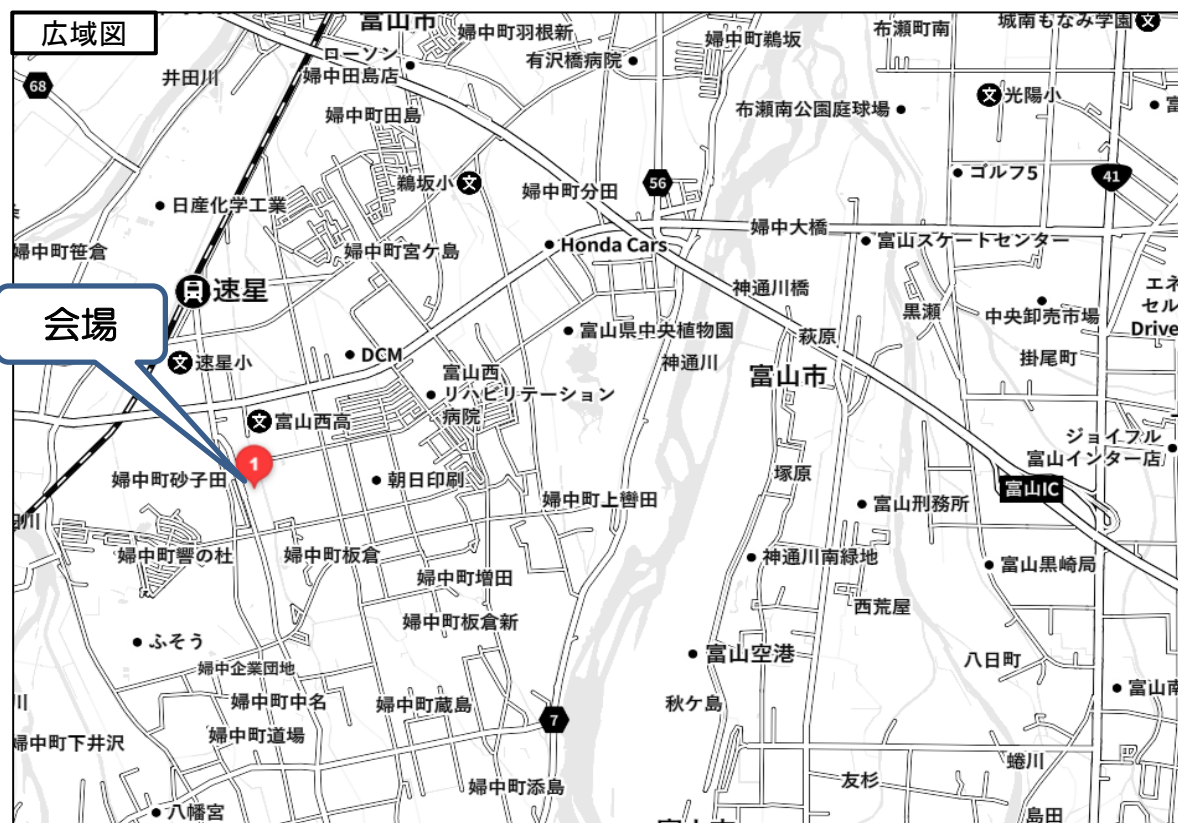 広域図
富山市
婦中町羽根新
ローソン
婦中田島店
有沢橋病院
婦中町鵜坂
布瀬町南
城南もなみ学園
文
68
井田川
婦中町田島
布瀬南公園庭球場
文
光陽小
鵜坂小
文
婦中町分田
56
ゴルフ5
41
日産化学工業
婦中町笹倉
婦中町宮ケ島
Honda Cars
婦中大橋
富山スケートセンター
速星
会場
神通川橋
黒瀬
中央卸売市場
エネ
セル
Drive
富山県中央植物園
萩原
掛尾町
文
速星小
DCM
富山西
リハビリテーション
病院
神通川
富山市
文
富山西高
1
婦中町砂子田
朝日印刷
婦中町上轡田
塚原
富山刑務所
ジョイフル
富山インター店
富山IC
婦中町響の杜
婦中町板倉
婦中町増田
神通川南緑地
富山黒崎局
西荒屋
婦中町板倉新
ふそう
婦中企業団地
富山空港
八日町
婦中町中名
婦中町蔵島
7
秋ケ島
富山南
婦中町下井沢
婦中町道場
婦中町添島
友杉
蜷川
八幡宮
島田